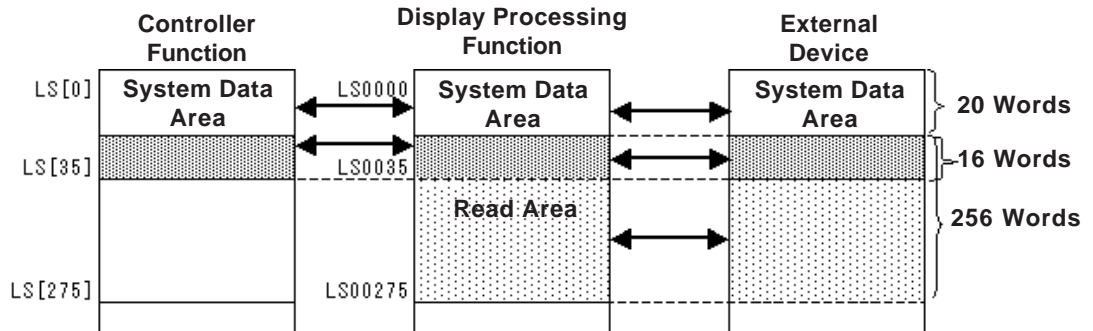 Controller
Function
Display Processing
Function
External
Device
LS[0]
System Data
Area
LS0000
System Data
Area
System Data
Area
20 Words
LS[35]
LS0035
16 Words
Read Area
256 Words
LS[275]
LS00275